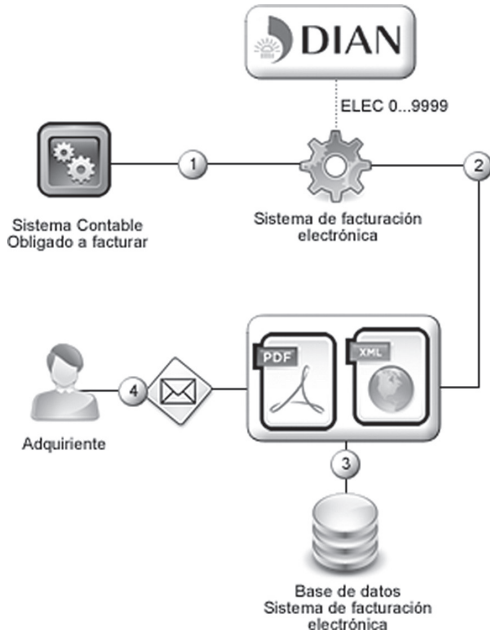 DIAN
ELEC 0...9999
1
2
Sistema Contable
Obligado a facturar
Sistema de facturación
electrónica
PDF
XML
4
Adquiriente
3
Base de datos
Sistema de facturación
electrónica